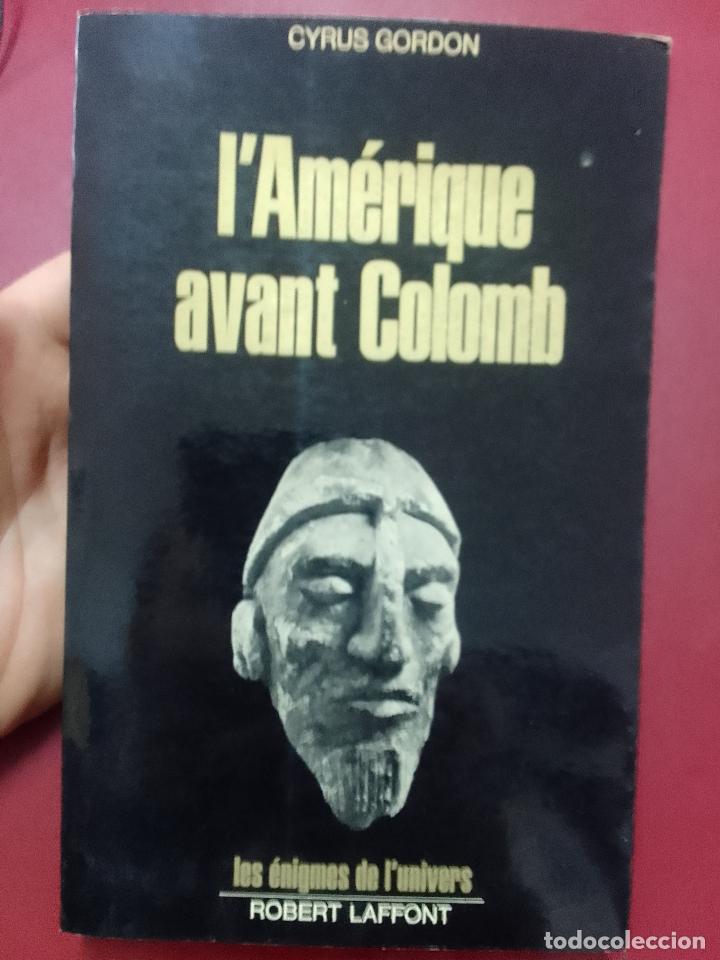 CYRUS GORDON
l'Amérique
avant Colomb
les énigmes de l'univers
ROBERT LAFFONT
todocoleccion